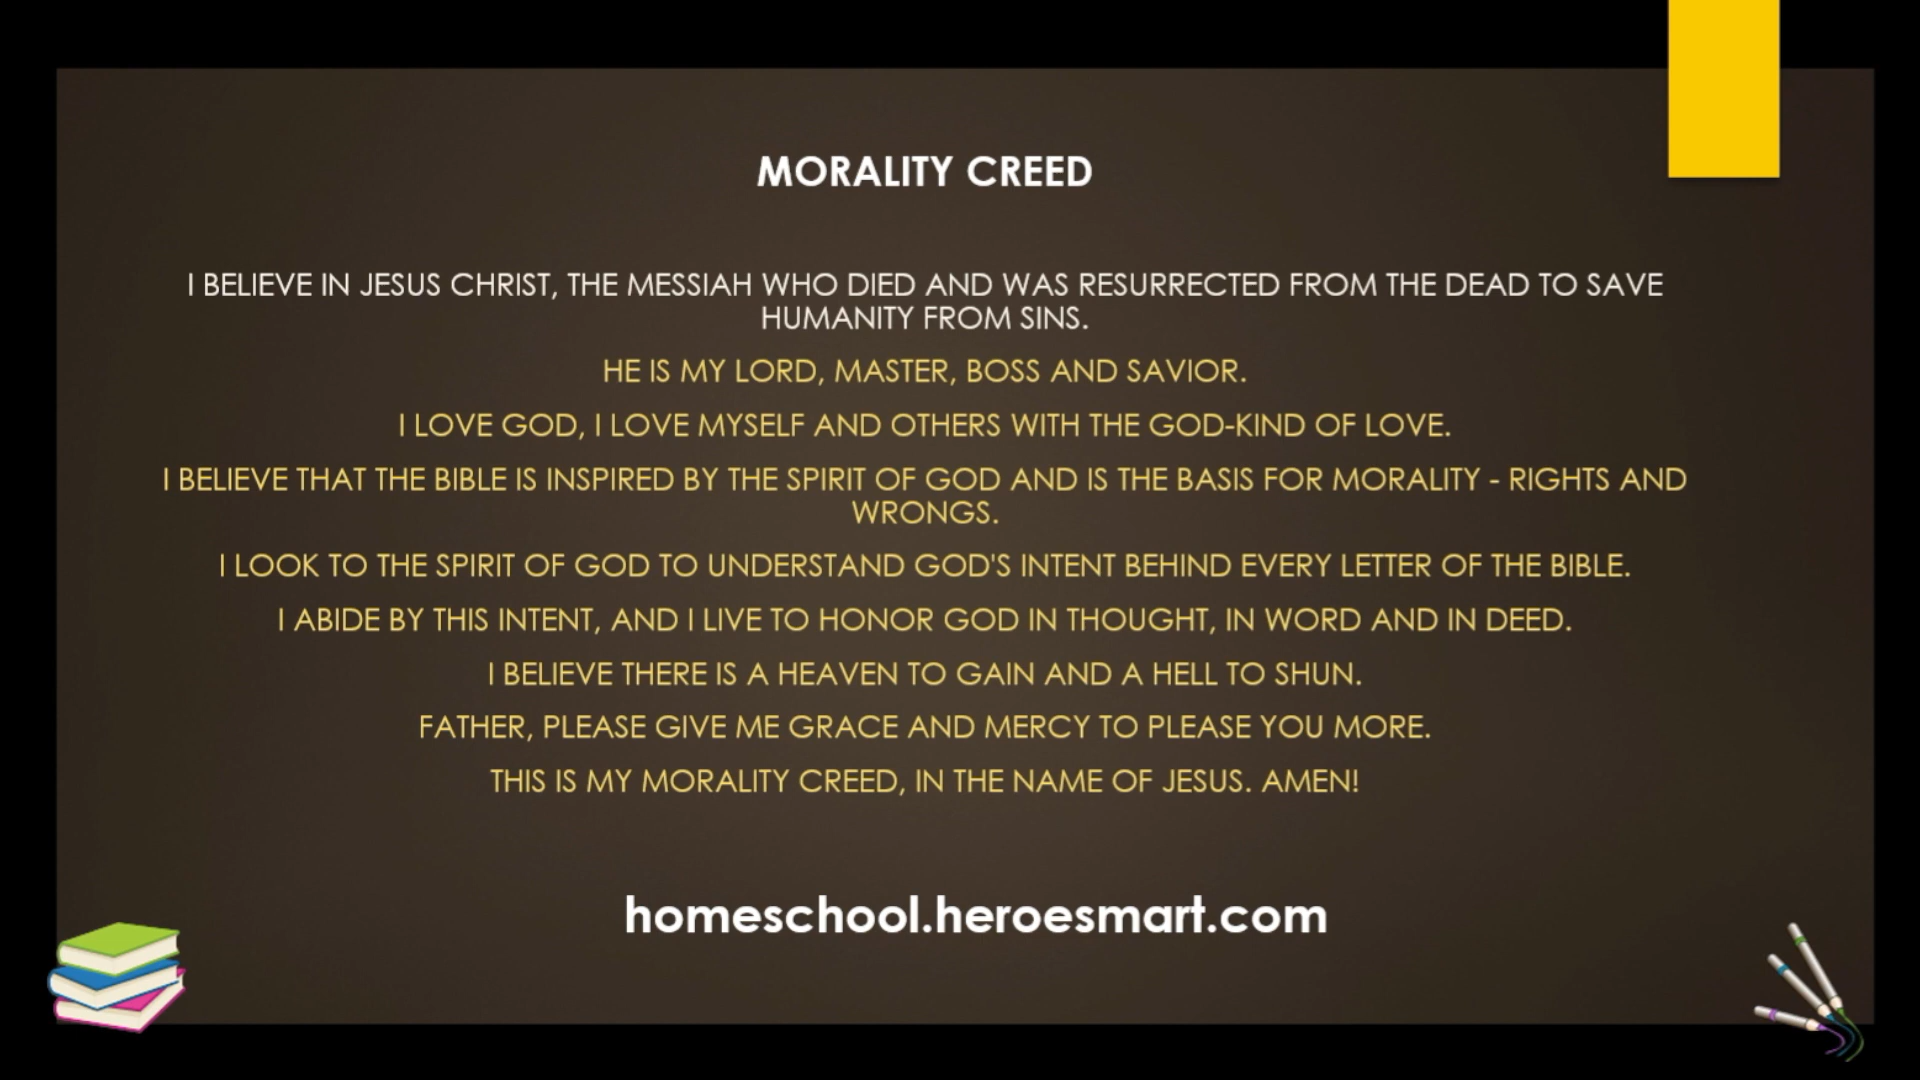 MORALITY CREED
I BELIEVE IN JESUS CHRIST, THE MESSIAH WHO DIED AND WAS RESURRECTED FROM THE DEAD TO SAVE
HUMANITY FROM SINS.
HE IS MY LORD, MASTER, BOSS AND SAVIOR.
I LOVE GOD, I LOVE MYSELF AND OTHERS WITH THE GOD-KIND OF LOVE.
I BELIEVE THAT THE BIBLE IS INSPIRED BY THE SPIRIT OF GOD AND IS THE BASIS FOR MORALITY - RIGHTS AND
WRONGS.
I LOOK TO THE SPIRIT OF GOD TO UNDERSTAND GOD'S INTENT BEHIND EVERY LETTER OF THE BIBLE.
I ABIDE BY THIS INTENT, AND I LIVE TO HONOR GOD IN THOUGHT, IN WORD AND IN DEED.
I BELIEVE THERE IS A HEAVEN TO GAIN AND A HELL TO SHUN.
FATHER, PLEASE GIVE ME GRACE AND MERCY TO PLEASE YOU MORE.
THIS IS MY MORALITY CREED, IN THE NAME OF JESUS. AMEN!
homeschool.heroesmart.com